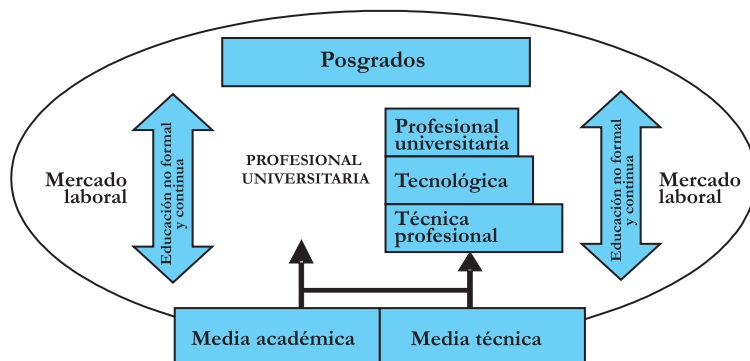 Posgrados
Educación no formal
y continua
Mercado
laboral
PROFESIONAL
UNIVERSITARIA
Profesional
universitaria
Tecnológica
Técnica
profesional
Educación no formal
y continua
Mercado
laboral
Media académica
Media técnica